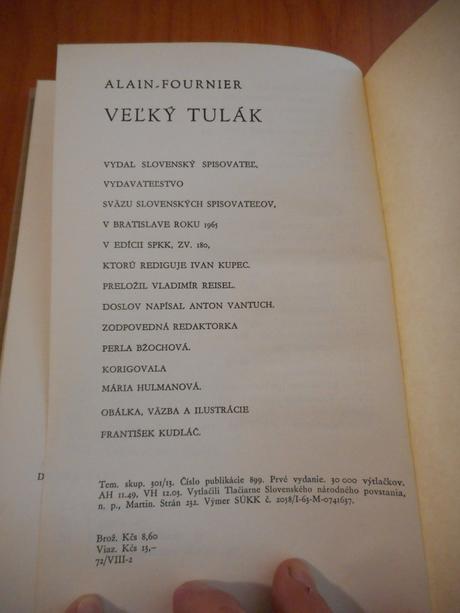 ALAIN-FOURNIER
VEĽKÝ TULÁK
VYDAL SLOVENSKÝ SPISOVATEĽ,
VYDAVATEĽSTVO
SVÄZU SLOVENSKÝCH SPISOVATEĽOV,
V BRATISLAVE ROKU 1965
V EDÍCII SPKK, ZV. 180,
KTORÚ REDIGUJE IVAN KUPEC.
PRELOŽIL VLADIMÍR REISEL.
DOSLOV NAPÍSAL ANTON VANTUCH.
ZODPOVEDNÁ REDAKTORKA
PERLA BŽOCHOVÁ.
KORIGOVALA
MÁRIA HULMANOVÁ.
OBÁLKA, VÄZBA A ILUSTRÁCIE
FRANTIŠEK KUDLÁČ.
D
Tem. skup. 301/13. Číslo publikácie 899. Prvé vydanie. 30 000 výtlačkov.
AH 11.49, VH 12.03. Vytlačili Tlačiarne Slovenského národného povstania,
n. p., Martin. Strán 232. Výmer SÚKK č. 2058/I-65-M-0741637.
Brož. Kčs 8,60
Viaz. Kčs 13,–
72/VIII-2